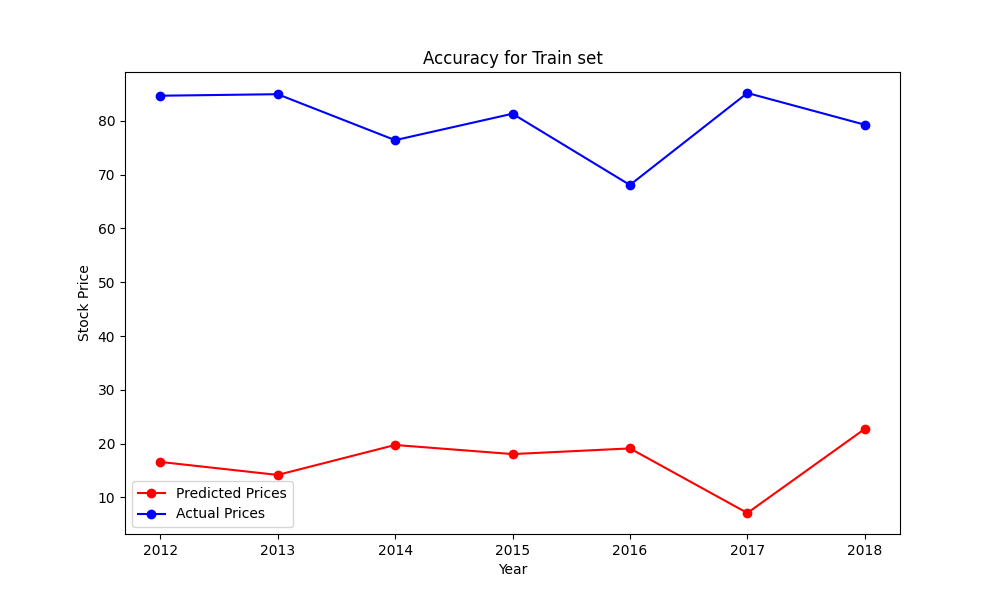 Accuracy for Train set
Stock Price
80
70
60
50
40
30
20
10
Predicted Prices
Actual Prices
2012 2013 2014 2015 2016 2017 2018
Year